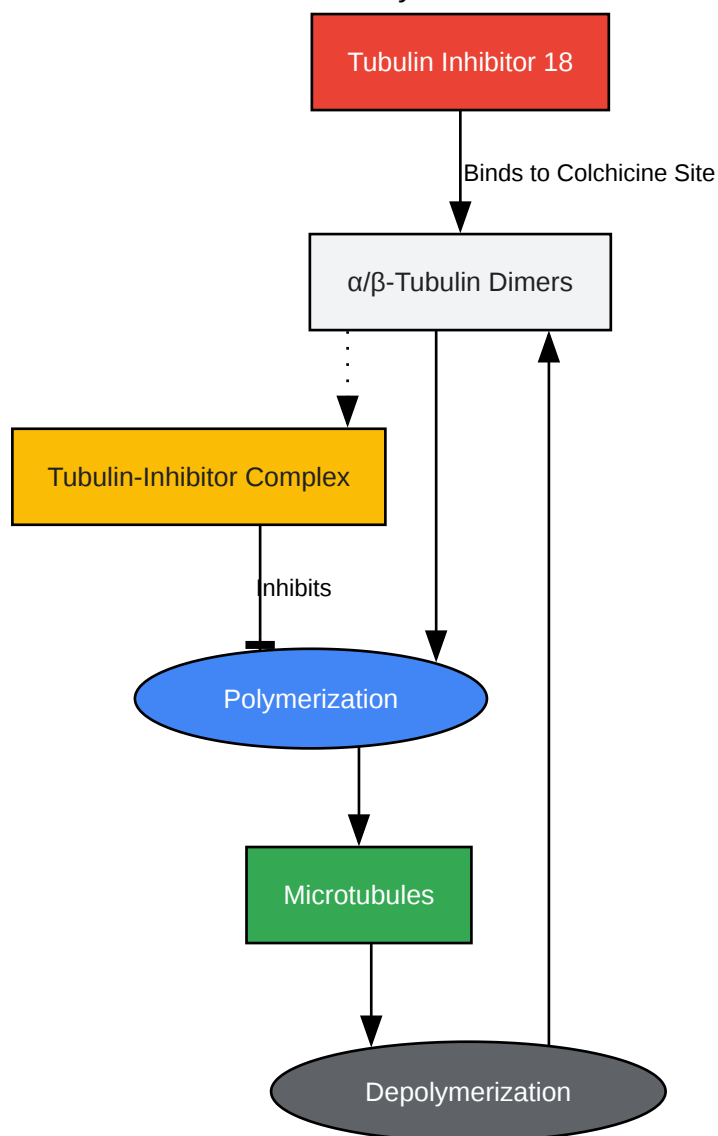 Tubulin Inhibitor 18
Binds to Colchicine Site
α/β-Tubulin Dimers
Tubulin-Inhibitor Complex
Inhibits
Polymerization
Microtubules
Depolymerization